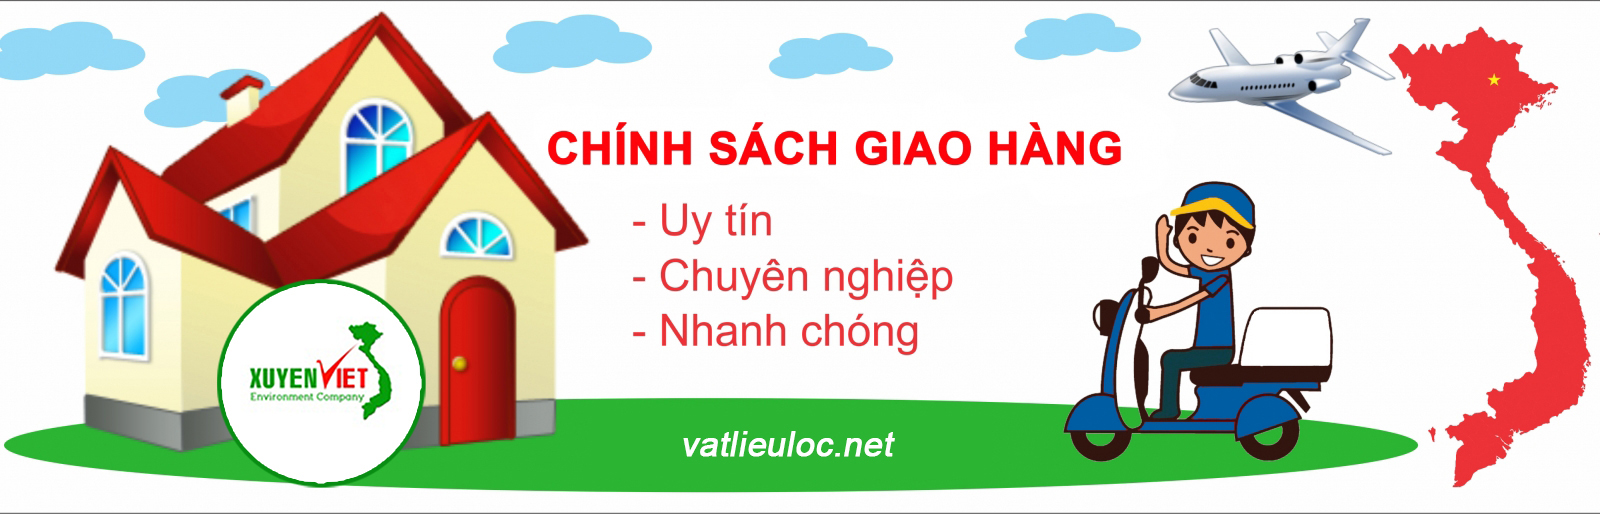 CHÍNH SÁCH GIAO HÀNG
- Uy tín
- Chuyên nghiệp
- Nhanh chóng
XUYENVIET
Environment Company
vatlieuloc.net